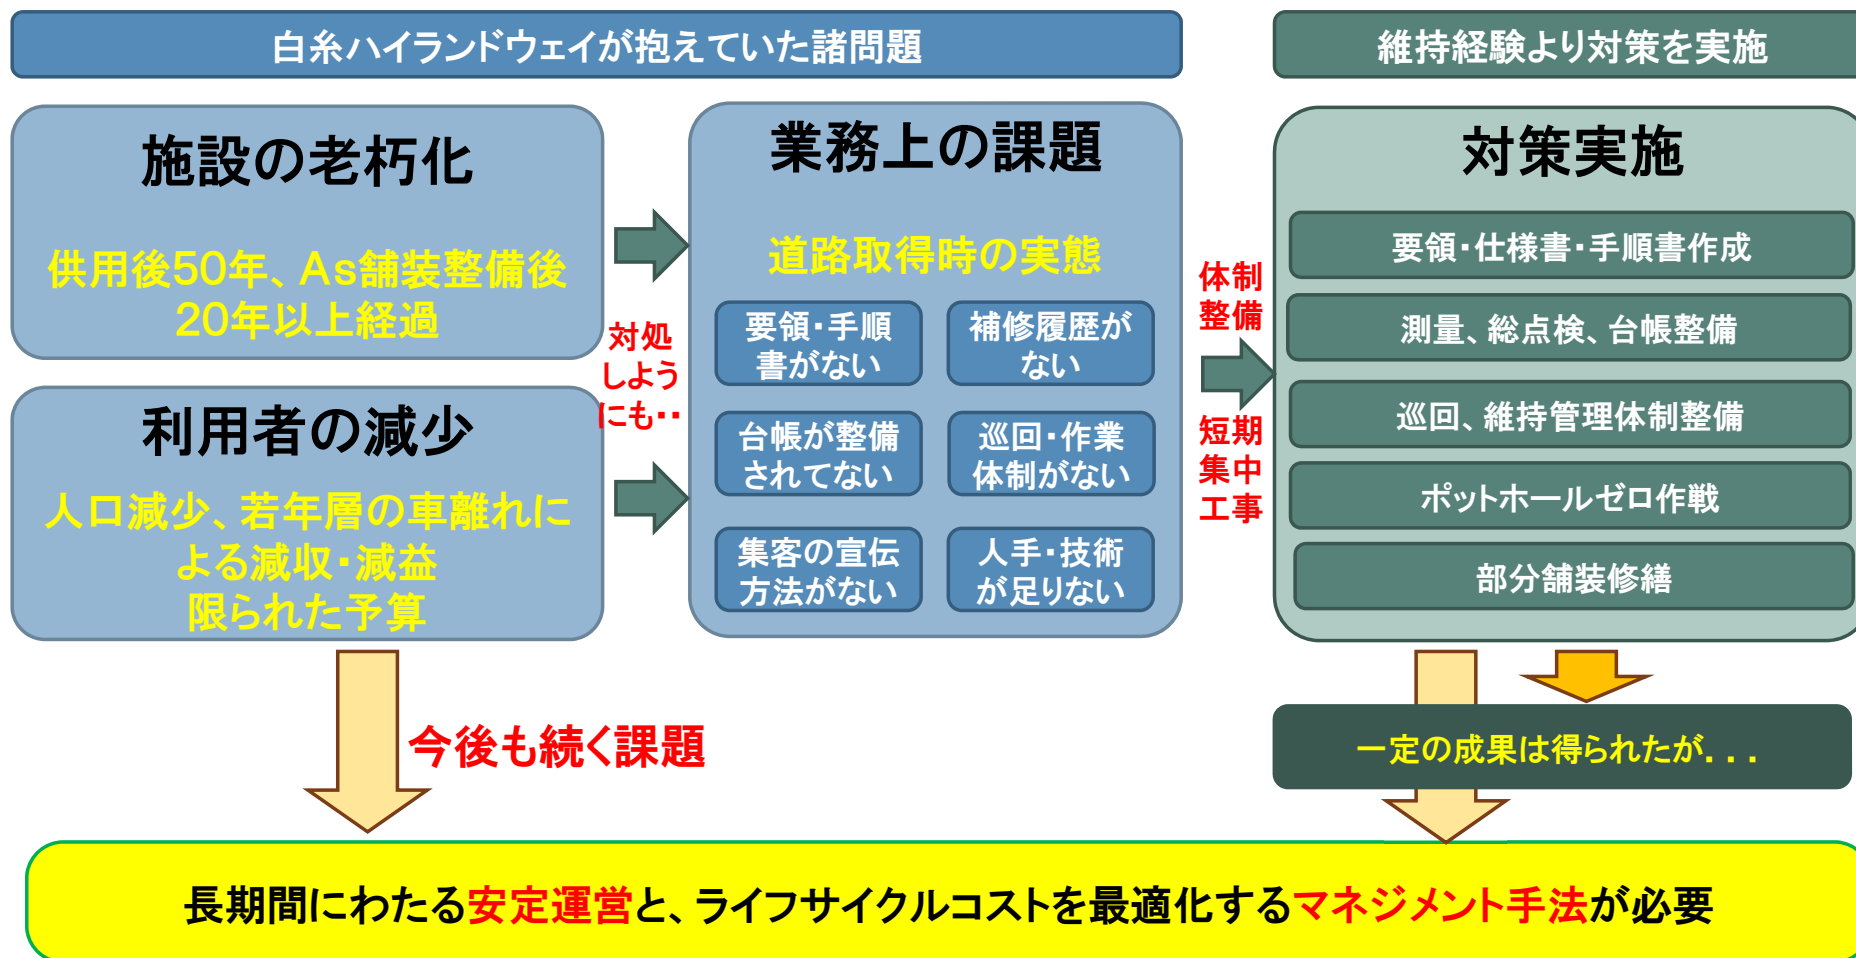 白糸ハイランドウェイが抱えていた諸問題
維持経験より対策を実施
施設の老朽化
供用後50年、As舗装整備後
20年以上経過
利用者の減少
人口減少、若年層の車離れに
よる減収・減益
限られた予算
対処
しよう
にも・・
業務上の課題
道路取得時の実態
要領・手順
書がない
補修履歴が
ない
台帳が整備
されてない
巡回・作業
体制がない
集客の宣伝
方法がない
人手・技術
が足りない
体制
整備
短期
集中
工事
対策実施
要領・仕様書・手順書作成
測量、総点検、台帳整備
巡回、維持管理体制整備
ポットホールゼロ作戦
部分舗装修繕
今後も続く課題
一定の成果は得られたが．．．
長期間にわたる安定運営と、ライフサイクルコストを最適化するマネジメント手法が必要